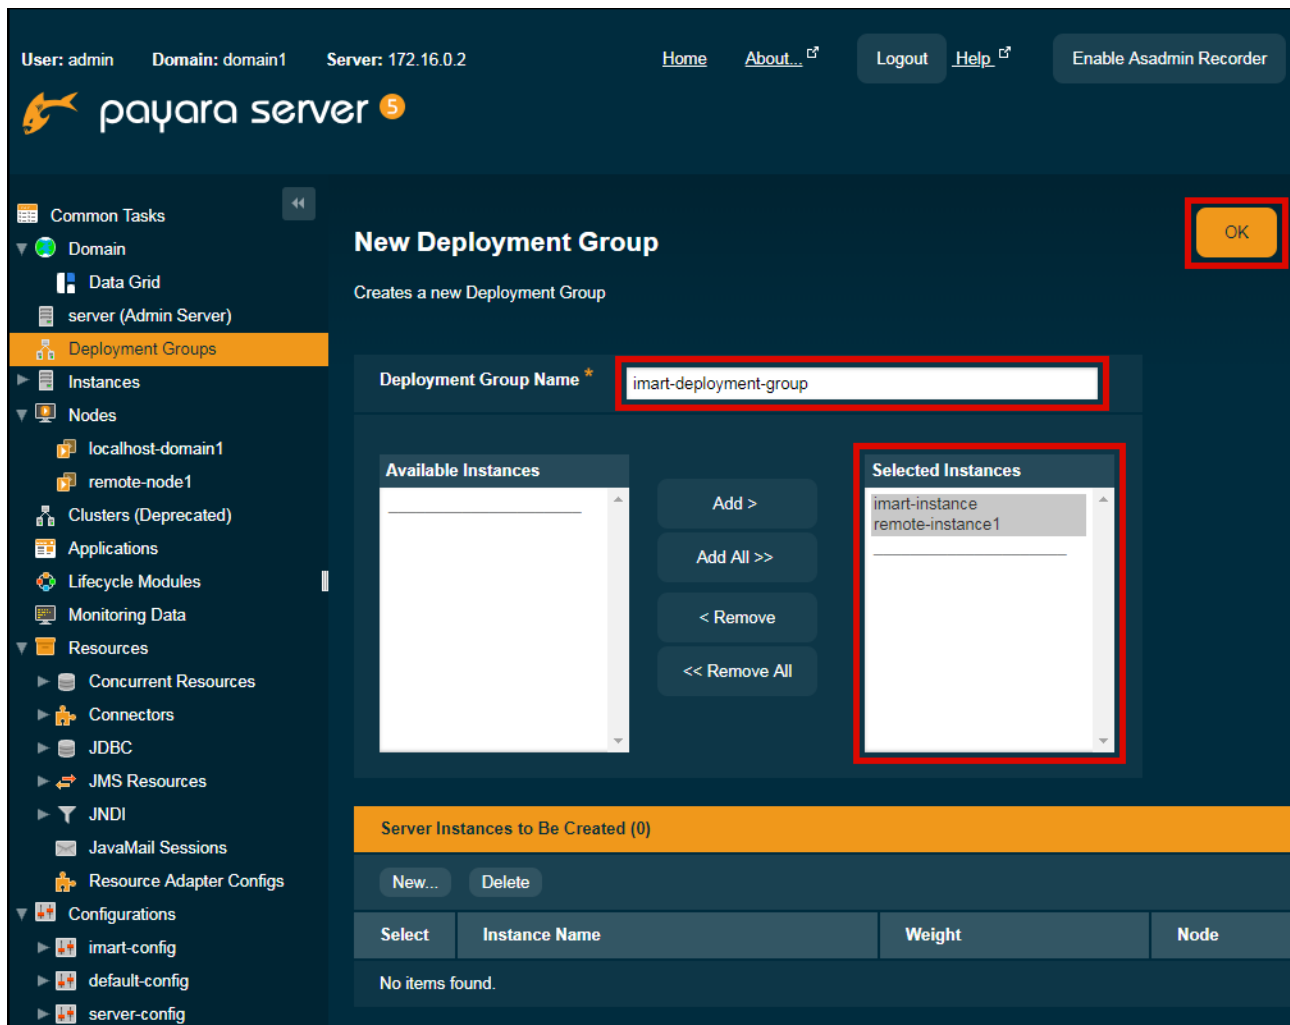 User: admin Domain: domain1 Server: 172.16.0.2 Home About... Logout Help Enable Asadmin Recorder
payara server 5
Common Tasks
Domain
Data Grid
server (Admin Server)
Deployment Groups
Instances
Nodes
localhost-domain1
remote-node1
Clusters (Deprecated)
Applications
Lifecycle Modules
Monitoring Data
Resources
Concurrent Resources
Connectors
JDBC
JMS Resources
JNDI
JavaMail Sessions
Resource Adapter Configs
Configurations
imart-config
default-config
server-config
New Deployment Group
OK
Creates a new Deployment Group
Deployment Group Name * imart-deployment-group
Available Instances
Add >
Add All >>
< Remove
<< Remove All
Selected Instances
imart-instance
remote-instance1
Server Instances to Be Created (0)
New... Delete
Select Instance Name Weight Node
No items found.